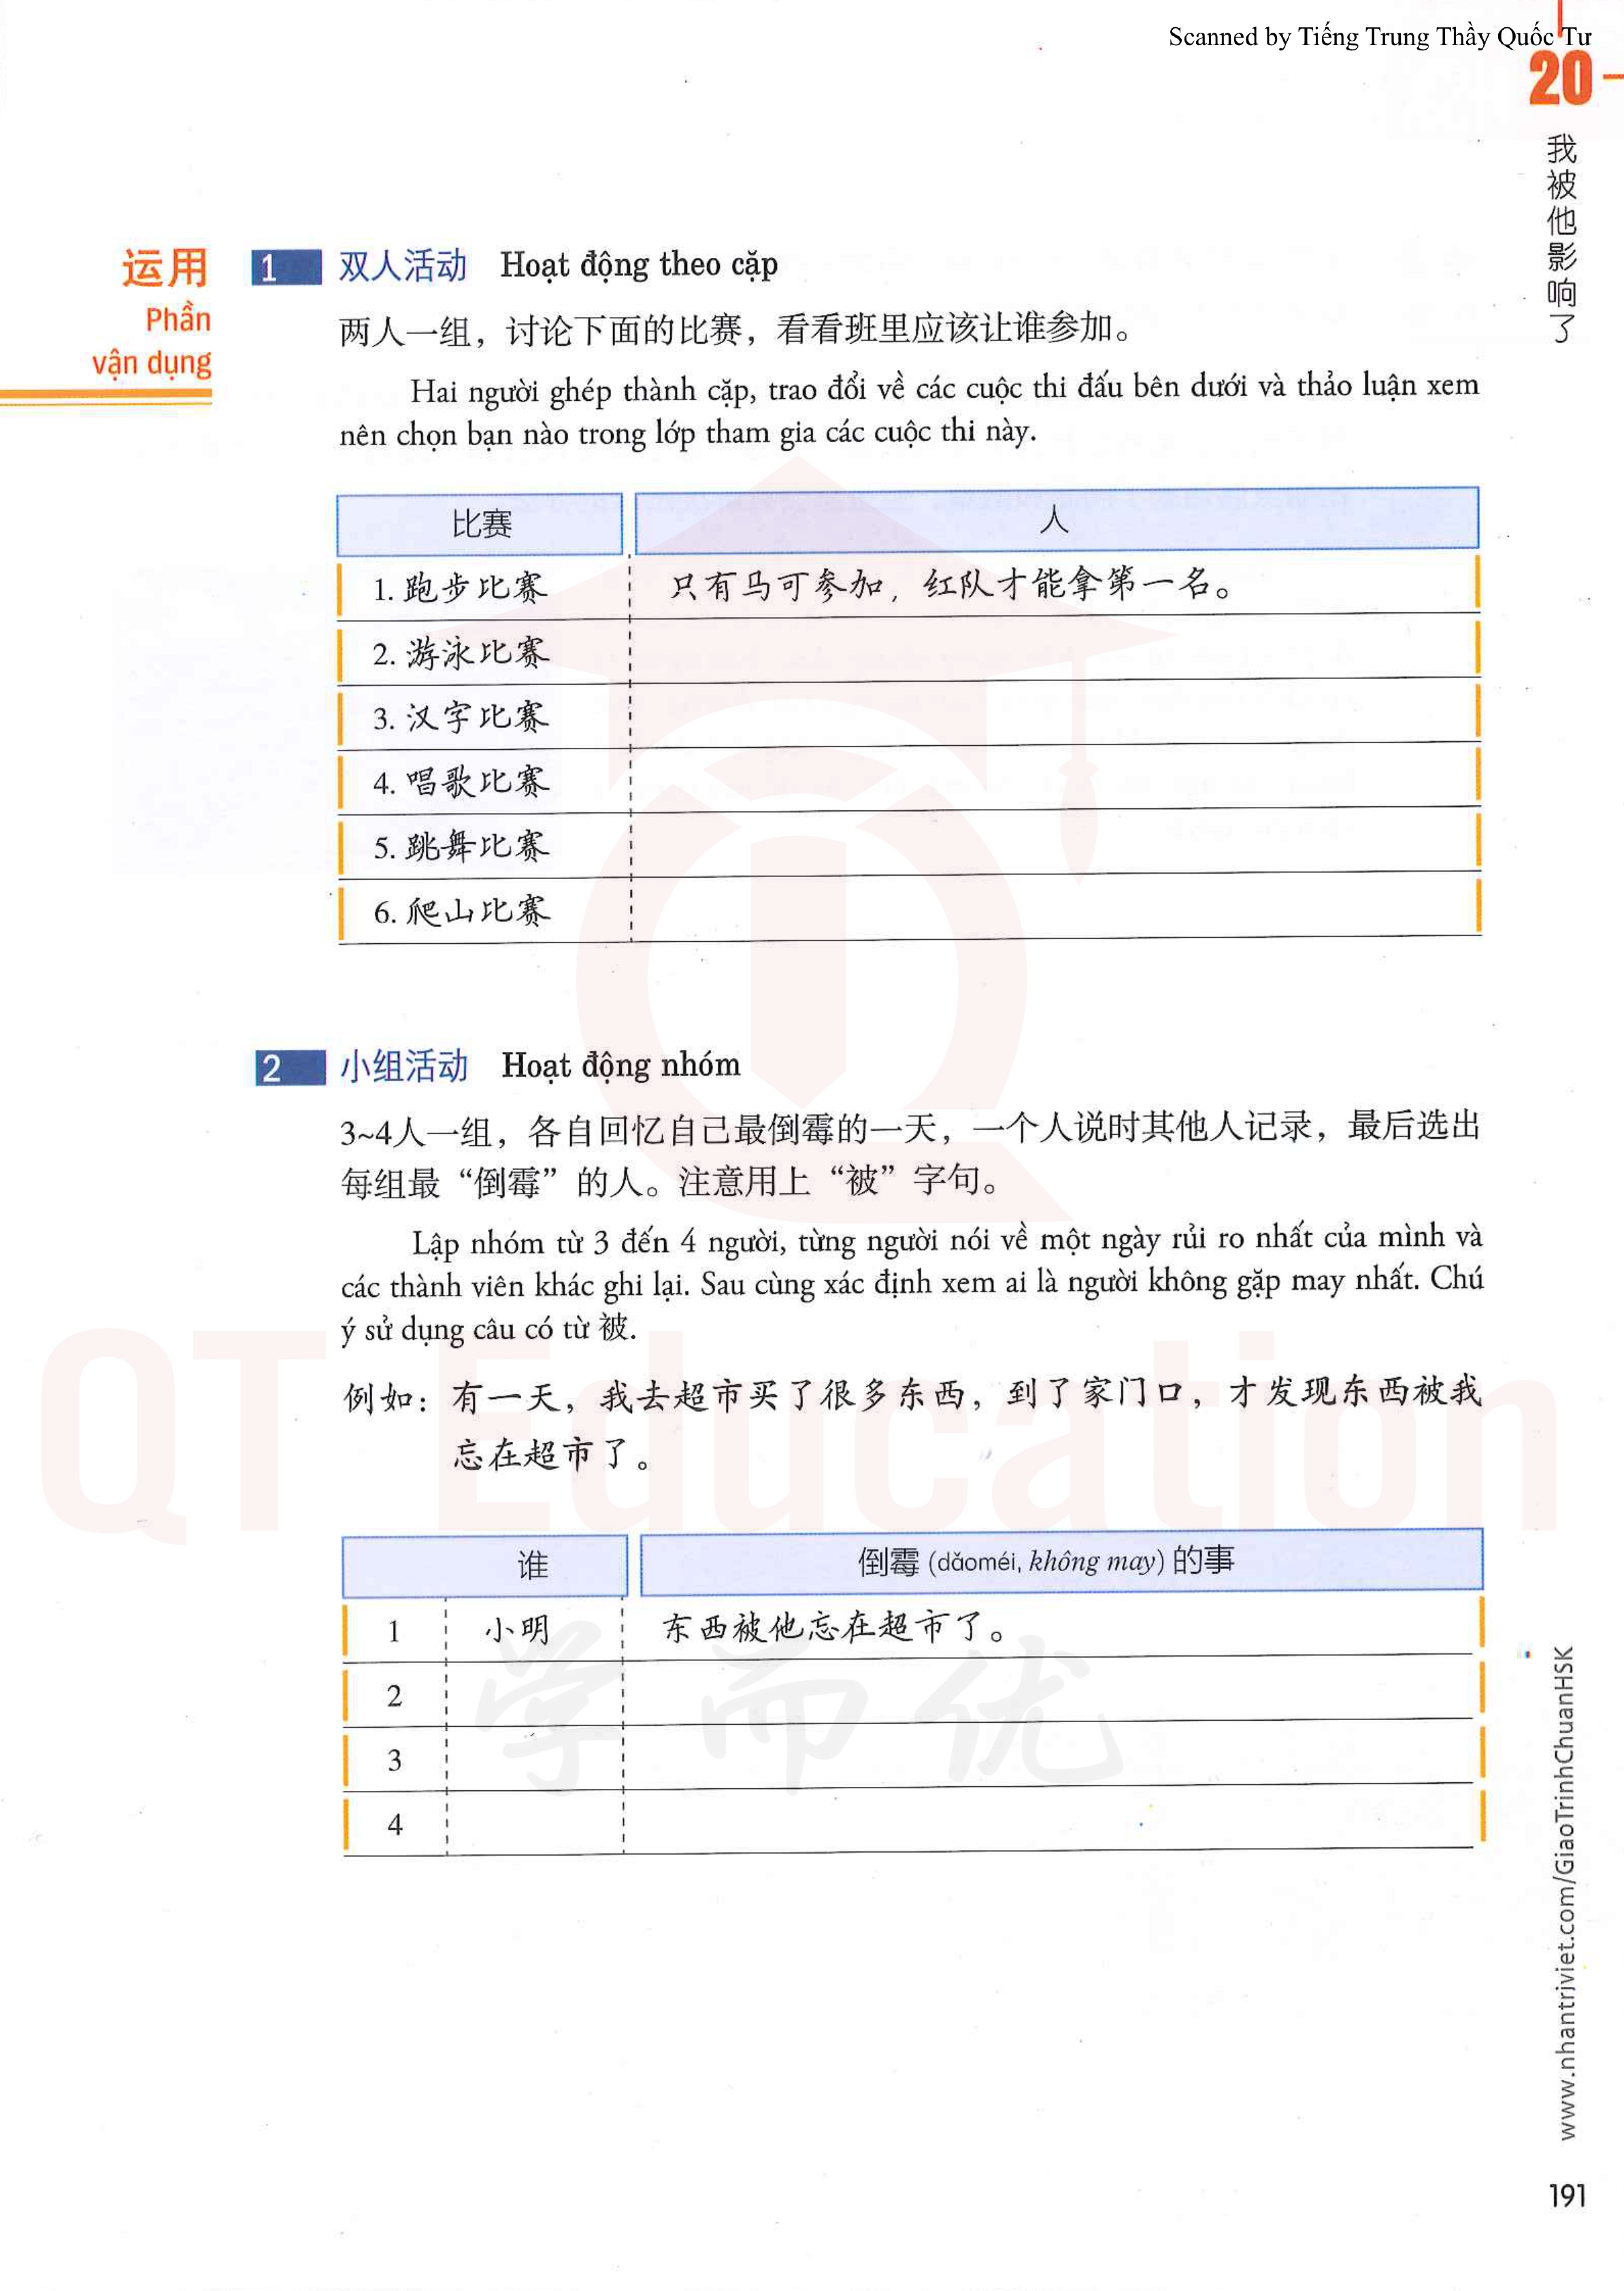 Scanned by Tiếng Trung Thầy Quốc Tư
20
我被他影响了
运用
Phần
vận dụng
1 双人活动 Hoạt động theo cặp
两人一组，讨论下面的比赛，看看班里应该让谁参加。
Hai người ghép thành cặp, trao đổi về các cuộc thi đấu bên dưới và thảo luận xem
nên chọn bạn nào trong lớp tham gia các cuộc thi này.
比赛 人
1. 跑步比赛 只有马可参加，红队才能拿第一名。
2. 游泳比赛
3. 汉字比赛
4. 唱歌比赛
5. 跳舞比赛
6. 爬山比赛
2 小组活动 Hoạt động nhóm
3~4人一组，各自回忆自己最倒霉的一天，一个人说时其他人记录，最后选出
每组最“倒霉”的人。注意用上“被”字句。
Lập nhóm từ 3 đến 4 người, từng người nói về một ngày rủi ro nhất của mình và
các thành viên khác ghi lại. Sau cùng xác định xem ai là người không gặp may nhất. Chú
ý sử dụng câu có từ 被.
例如：有一天，我去超市买了很多东西，到了家门口，才发现东西被我
忘在超市了。
QT Education
谁 倒霉 (dǎoméi, không may) 的事
1 小明 东西被他忘在超市了。
2
3
4
学而优
www.nhantriviet.com/GiaoTrinhChuanHSK
191